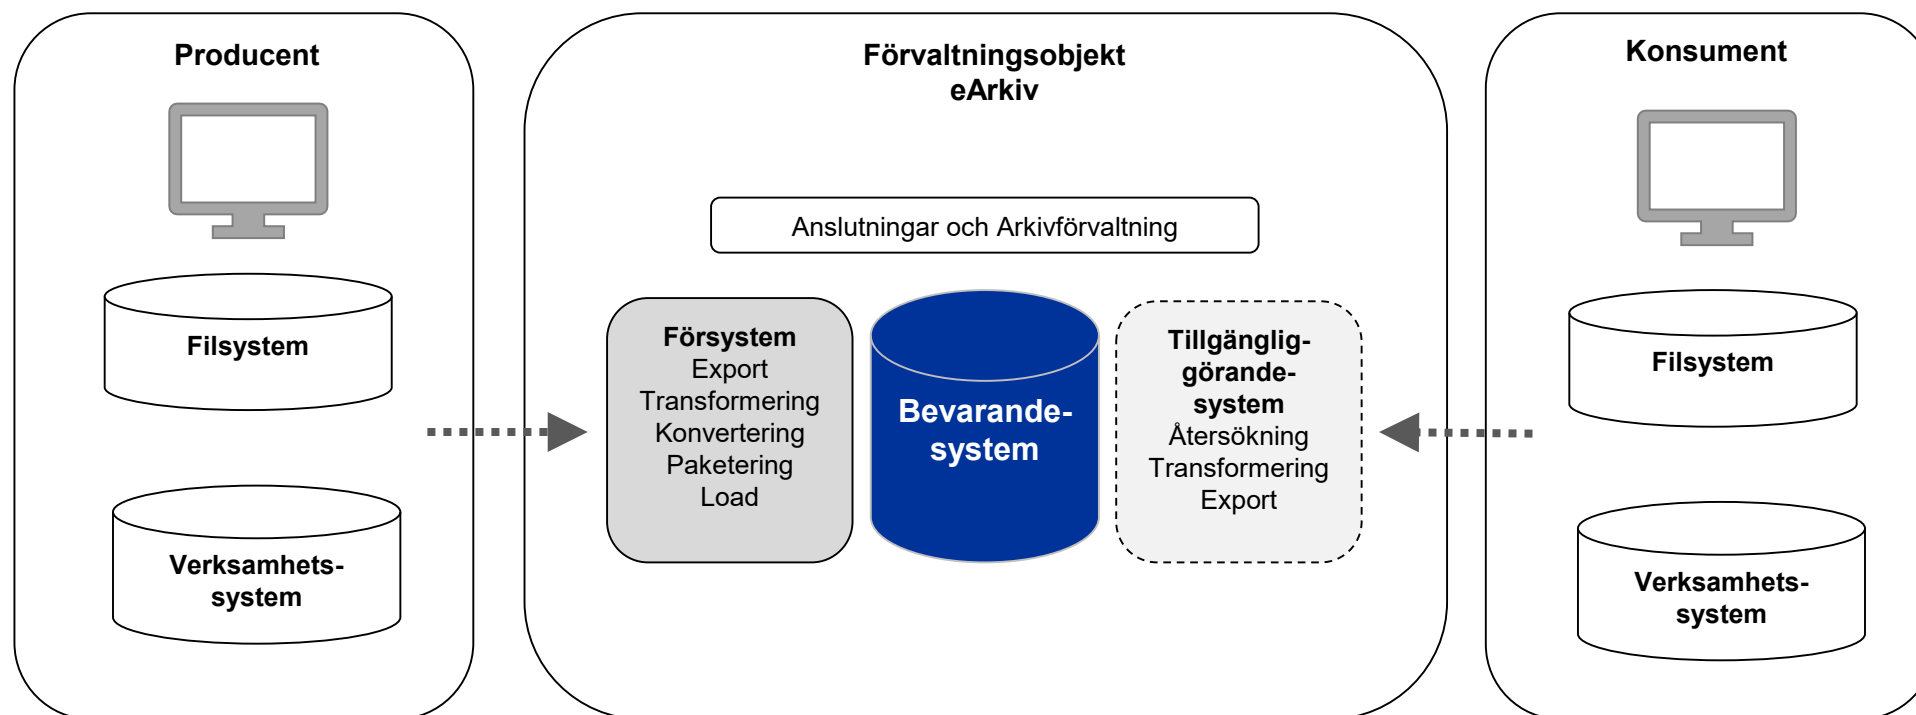 Producent
Filsystem
Verksamhets-
system
Förvaltningsobjekt
eArkiv
Anslutningar och Arkivförvaltning
Försystem
Export
Transformering
Konvertering
Paketering
Load
Bevarande-
system
Tillgänglig-
görande-
system
Återsökning
Transformering
Export
Konsument
Filsystem
Verksamhets-
system